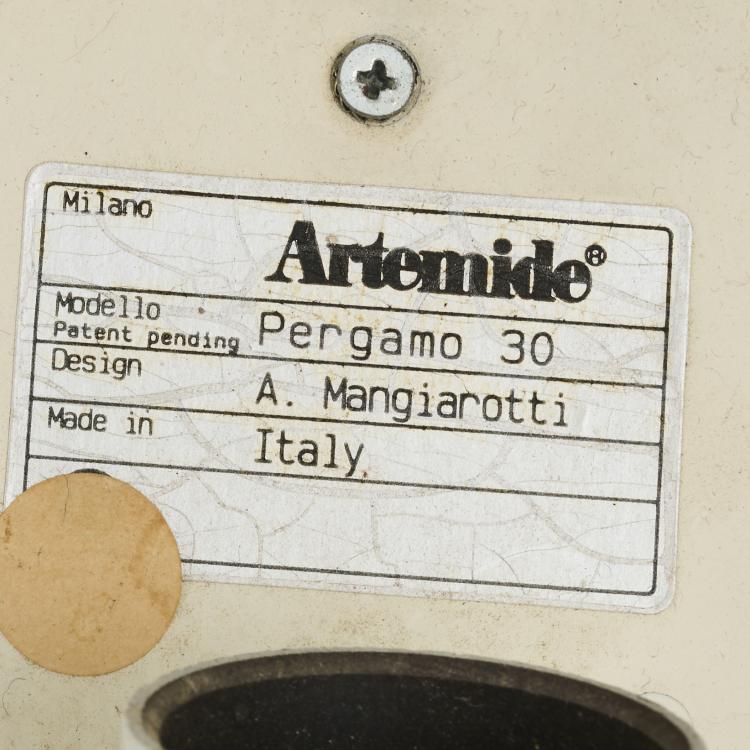 Milano
Artemide®
Modello
Patent pending Pergamo 30
Design A. Mangiarotti
Made in Italy